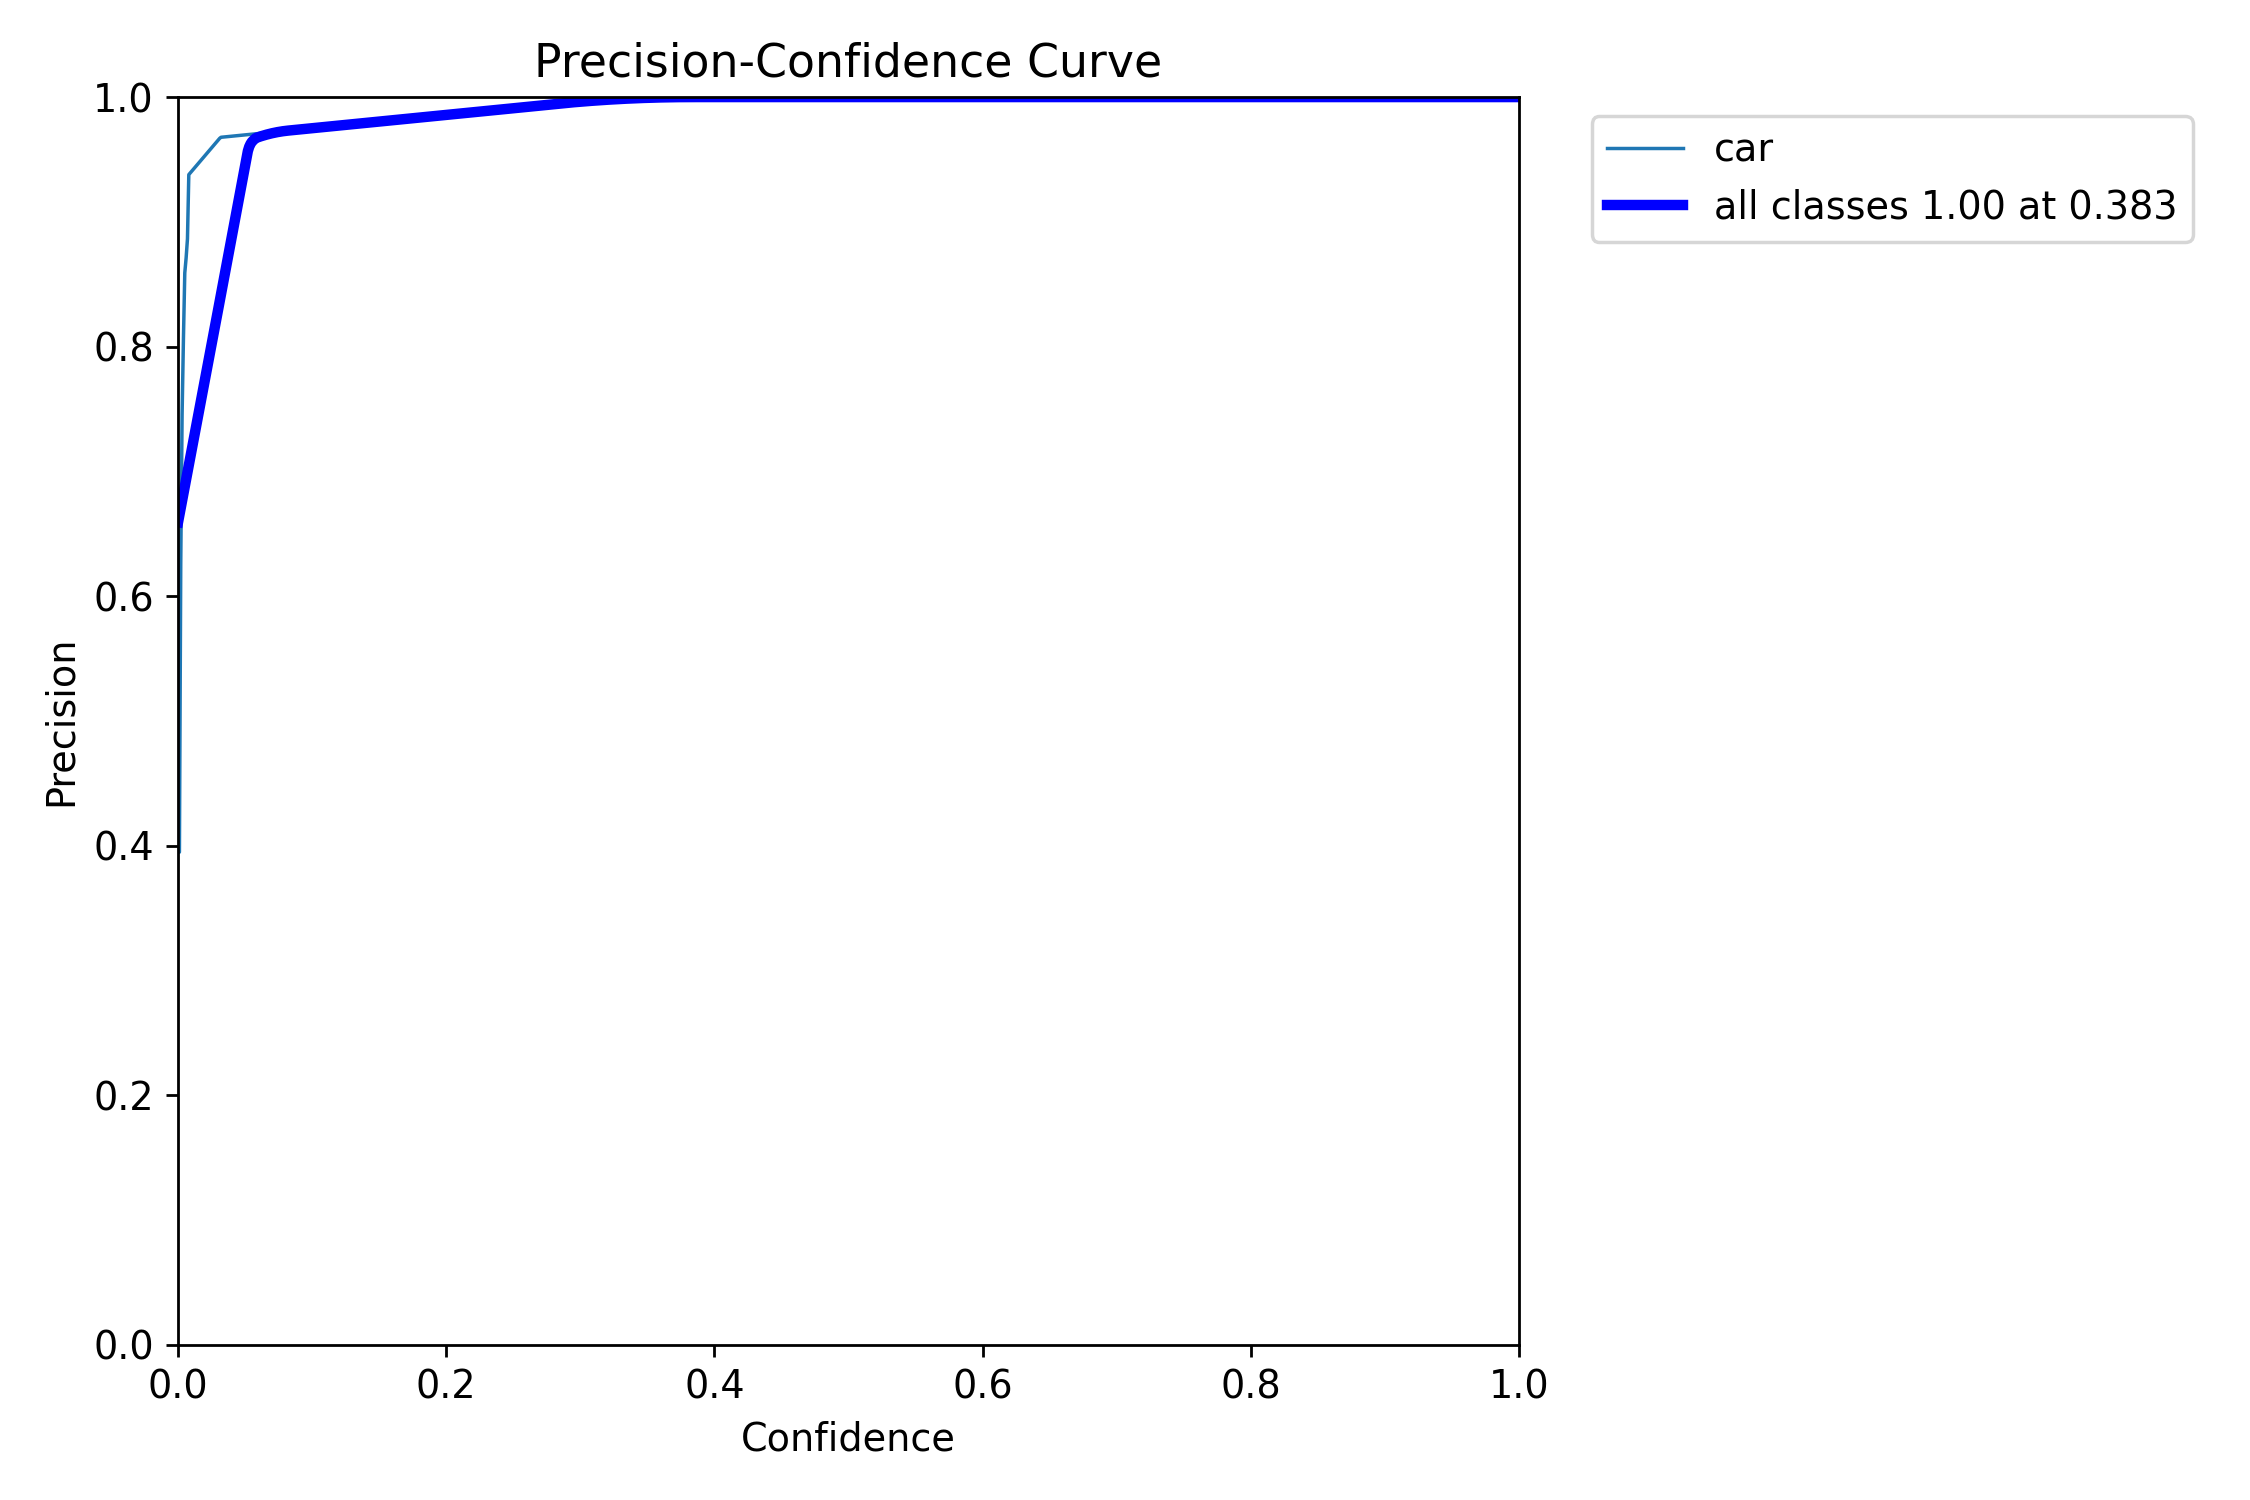 Precision-Confidence Curve
1.0
0.8
0.6
0.4
0.2
0.0
Precision
0.0 0.2 0.4 0.6 0.8 1.0
Confidence
car
all classes 1.00 at 0.383